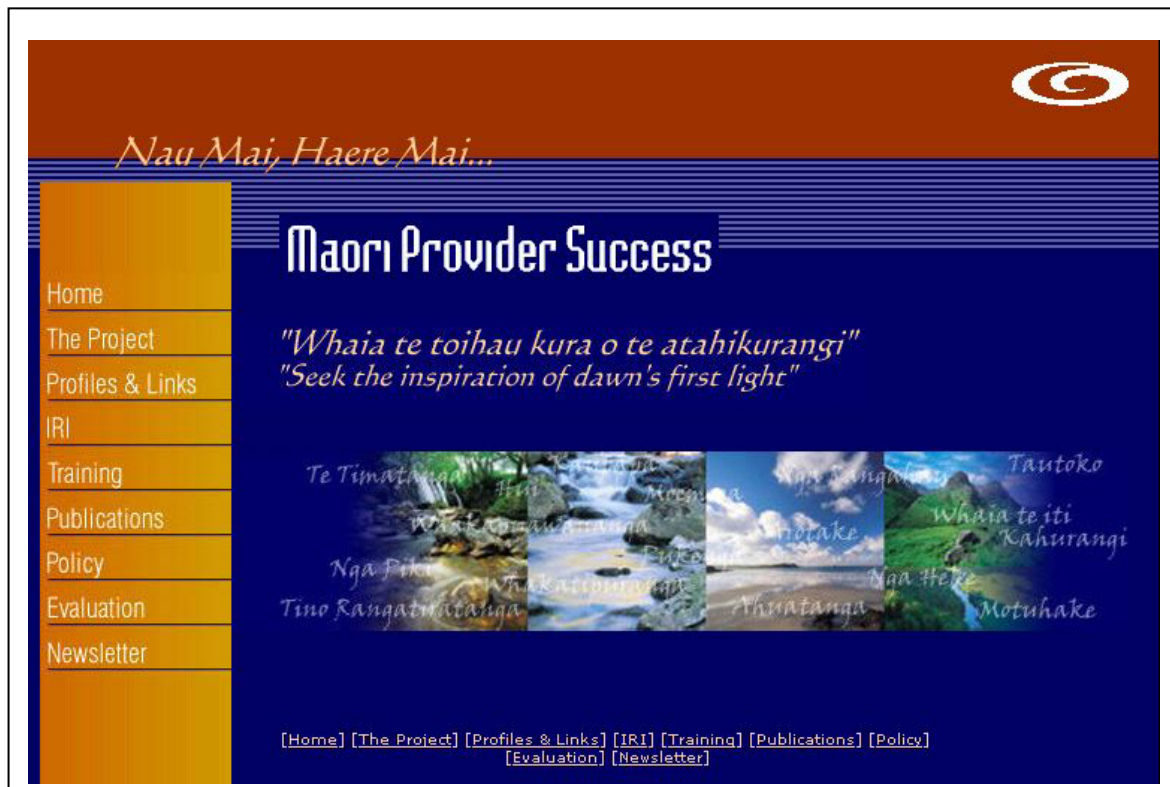 Nau Mai, Haere Mai...
Maori Provider Success
Home
The Project
Profiles & Links
IRI
Training
Publications
Policy
Evaluation
Newsletter
"Whaia te toihau kura o te atahikurangi"
"Seek the inspiration of dawn's first light"
Te Timatanga
Hui
Tautoko
Whaia te iti
Kahurangi
Nga Piki
Nga Heke
Tino Rangatiratanga
Whakatipuranga
Ahuatanga
Motuhake
[Home] [The Project] [Profiles & Links] [IRI] [Training] [Publications] [Policy]
[Evaluation] [Newsletter]